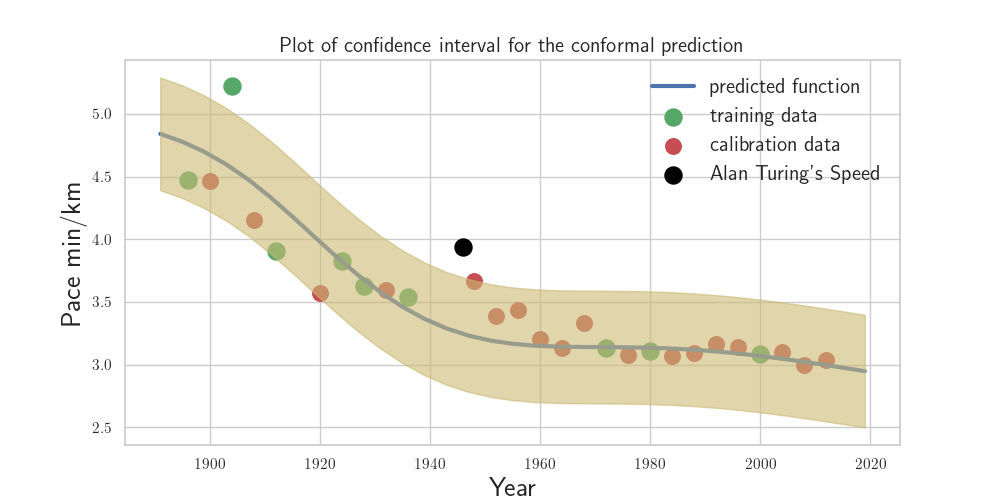 Plot of confidence interval for the conformal prediction
predicted function
training data
calibration data
Alan Turing's Speed
Pace min/km
5.0
4.5
4.0
3.5
3.0
2.5
1900 1920 1940 1960 1980 2000 2020
Year